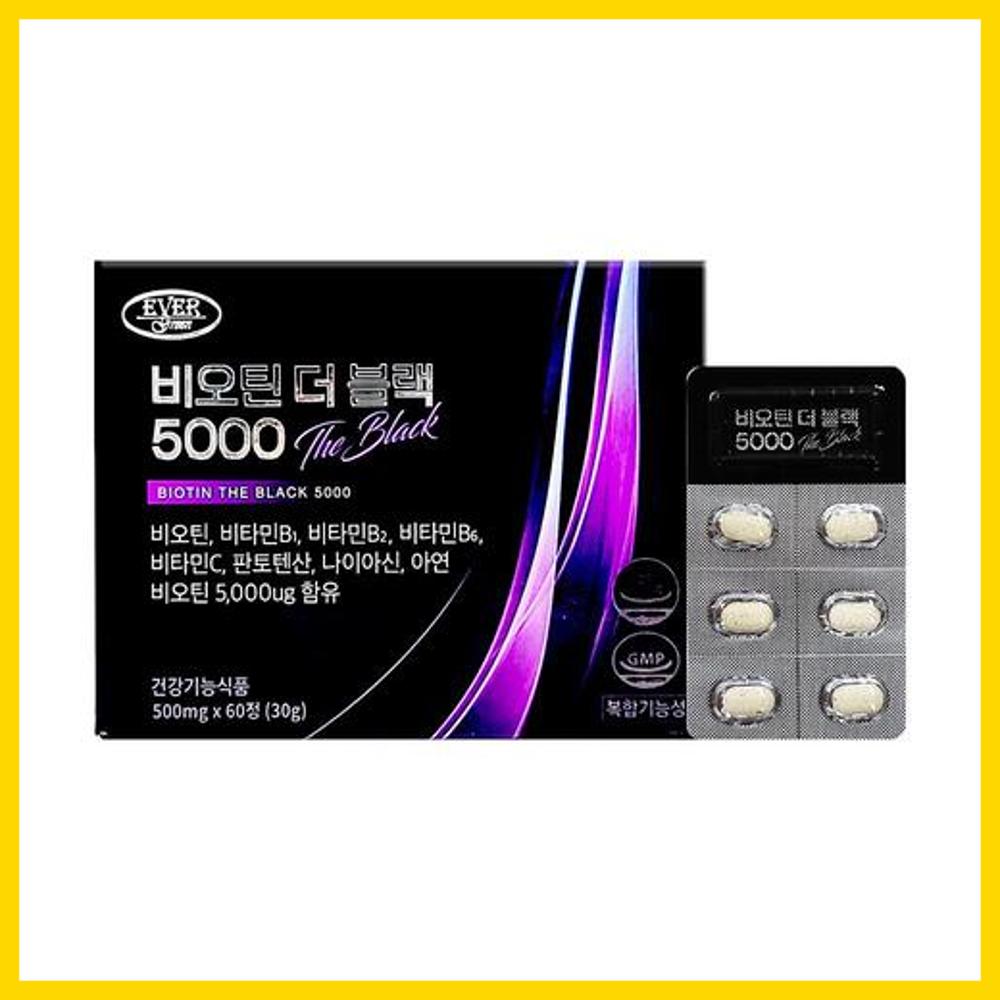 EVER
Green
비오틴 더 블랙
5000 The Black
BIOTIN THE BLACK 5000
비오틴, 비타민B₁, 비타민B₂, 비타민B₆,
비타민C, 판토텐산, 나이아신, 아연
비오틴 5,000ug 함유
건강기능식품
500mg x 60정 (30g)
GMP
복합기능성
비오틴 더 블랙
5000 The Black